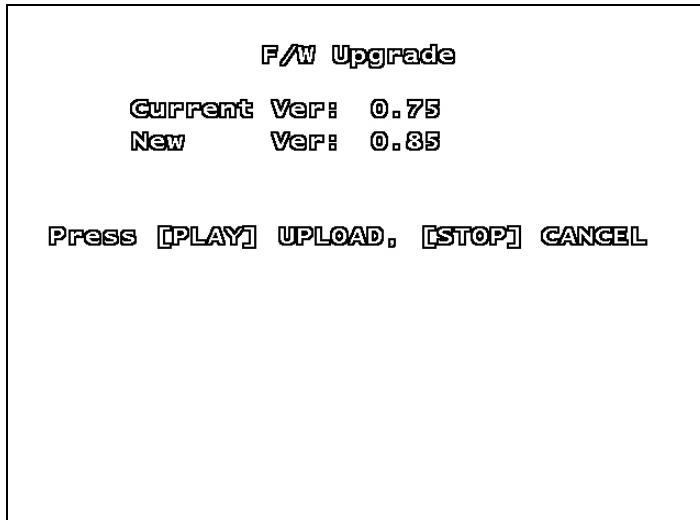 F/W Upgrade
Current Ver: 0.75
New Ver: 0.85
Press [PLAY] UPLOAD, [STOP] CANCEL